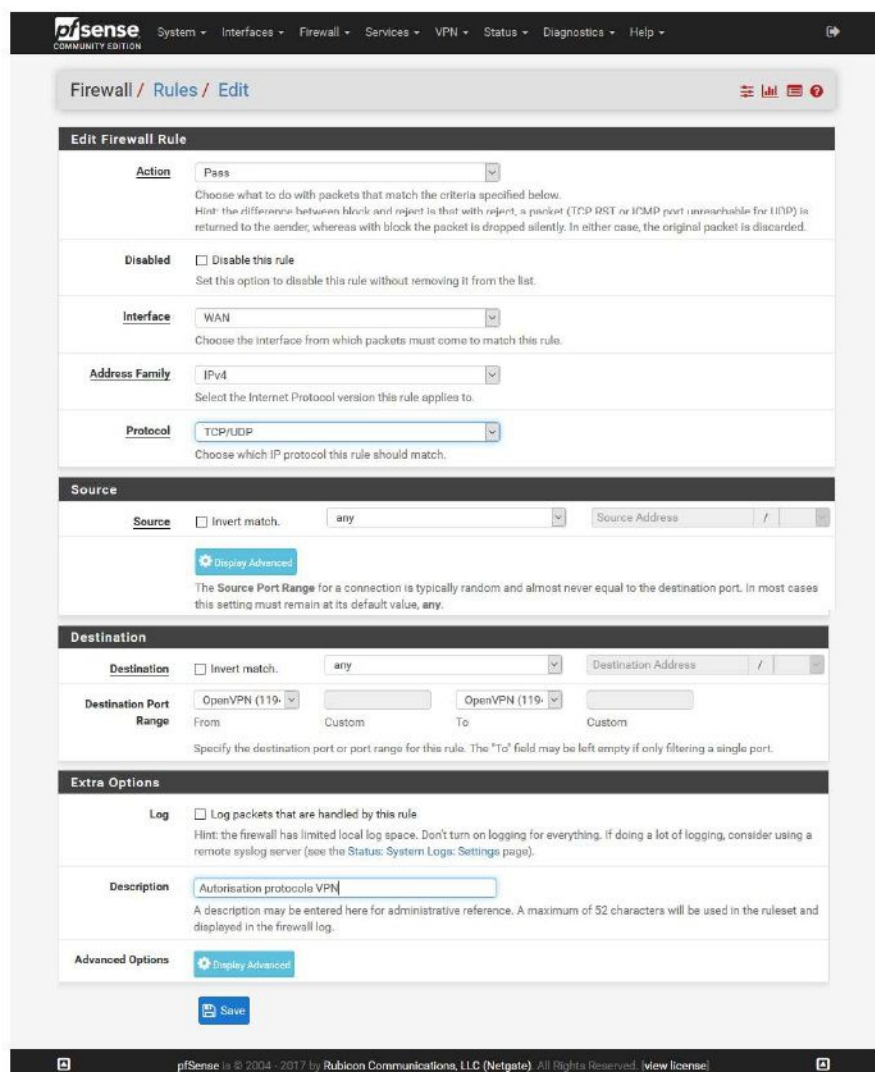 pfsense System Interfaces Firewall Services VPN Status Diagnostics Help
COMMUNITY EDITION
Firewall / Rules / Edit
Edit Firewall Rule
Action Pass
Choose what to do with packets that match the criteria specified below.
Hint: the difference between block and reject is that with reject, a packet (TCP RST or ICMP port unreachable for UDP) is
returned to the sender, whereas with block the packet is dropped silently. In either case, the original packet is discarded.
Disabled Disable this rule
Set this option to disable this rule without removing it from the list.
Interface WAN
Choose the interface from which packets must come to match this rule.
Address Family IPv4
Select the Internet Protocol version this rule applies to.
Protocol TCP/UDP
Choose which IP protocol this rule should match.
Source
Source Invert match. any Source Address /
Display Advanced
The Source Port Range for a connection is typically random and almost never equal to the destination port. In most cases
this setting must remain at its default value, any.
Destination
Destination Invert match. any Destination Address /
Destination Port Range OpenVPN (119 OpenVPN (119
From Custom To Custom
Specify the destination port or port range for this rule. The "To" field may be left empty if only filtering a single port.
Extra Options
Log Log packets that are handled by this rule
Hint: the firewall has limited local log space. Don't turn on logging for everything. If doing a lot of logging, consider using a
remote syslog server (see the Status: System Logs: Settings page).
Description Autorisation protocole VPN
A description may be entered here for administrative reference. A maximum of 52 characters will be used in the ruleset and
displayed in the firewall log.
Advanced Options Display Advanced
Save
pfSense is © 2004 - 2017 by Rubicon Communications, LLC (Netgate). All Rights Reserved. [view license]